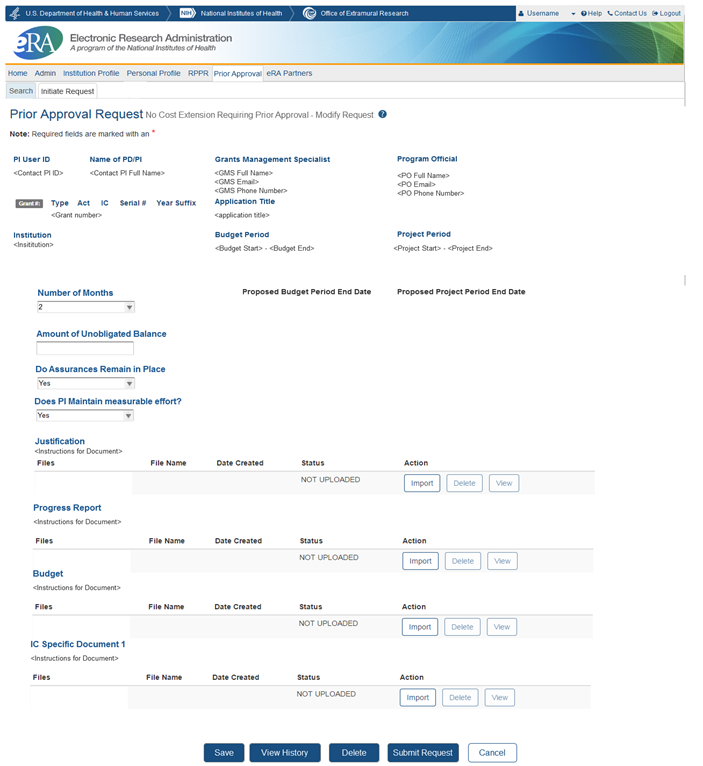 U.S. Department of Health & Human Services NIH National Institutes of Health Office of Extramural Research Username Help Contact Us Logout
eRA Electronic Research Administration
A program of the National Institutes of Health
Home Admin Institution Profile Personal Profile RPPR Prior Approval eRA Partners
Search Initiate Request
Prior Approval Request No Cost Extension Requiring Prior Approval - Modify Request ?
Note: Required fields are marked with an *
PI User ID Name of PD/PI Grants Management Specialist Program Official
<Contact PI ID> <Contact PI Full Name> <GMS Full Name> <PO Full Name>
<GMS Email> <PO Email>
<GMS Phone Number> <PO Phone Number>
Grant #: Type Act IC Serial # Year Suffix Application Title
<Grant number> <application title>
Institution Budget Period Project Period
<Insititution> <Budget Start> - <Budget End> <Project Start> - <Project End>
Number of Months Proposed Budget Period End Date Proposed Project Period End Date
2
Amount of Unobligated Balance
Do Assurances Remain in Place
Yes
Does PI Maintain measurable effort?
Yes
Justification
<Instructions for Document>
Files File Name Date Created Status Action
NOT UPLOADED Import Delete View
Progress Report
<Instructions for Document>
Files File Name Date Created Status Action
NOT UPLOADED Import Delete View
Budget
<Instructions for Document>
Files File Name Date Created Status Action
NOT UPLOADED Import Delete View
IC Specific Document 1
<Instructions for Document>
Files File Name Date Created Status Action
NOT UPLOADED Import Delete View
Save View History Delete Submit Request Cancel